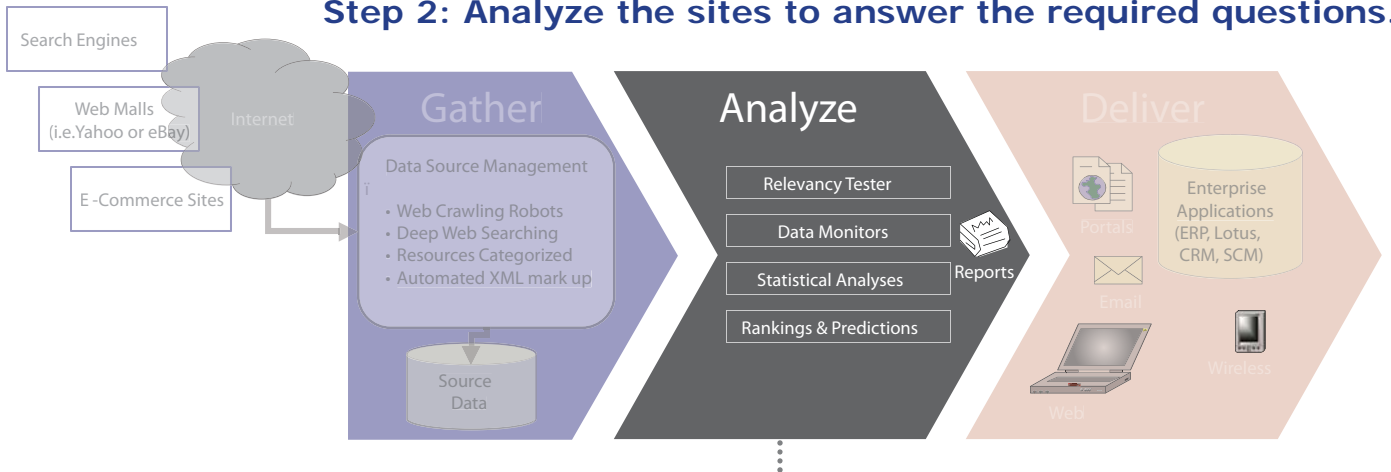 Step 2: Analyze the sites to answer the required questions.
Search Engines
Web Malls
(i.e.Yahoo or eBay)
E -Commerce Sites
Internet
Gather
Data Source Management
ï
• Web Crawling Robots
• Deep Web Searching
• Resources Categorized
• Automated XML mark up
Source
Data
Analyze
Relevancy Tester
Data Monitors
Statistical Analyses
Rankings & Predictions
Reports
Deliver
Portals
Enterprise
Applications
(ERP, Lotus,
CRM, SCM)
Email
Web
Wireless